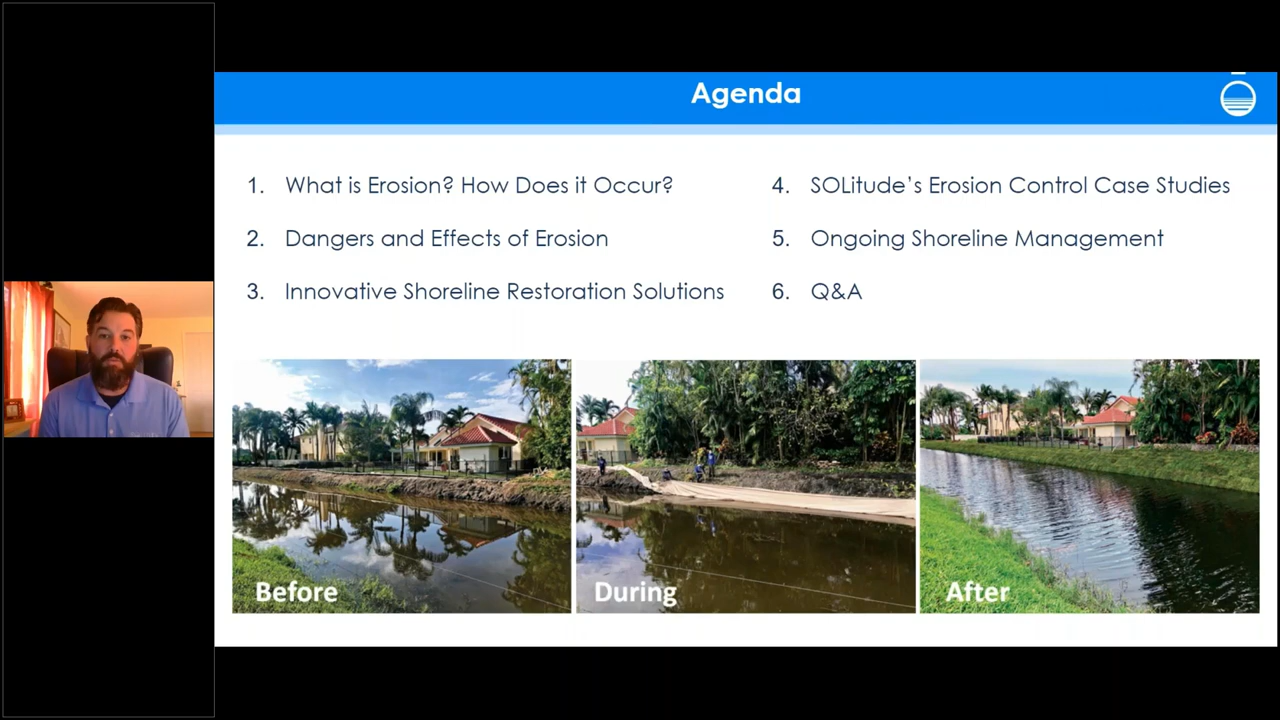 Agenda
1. What is Erosion? How Does it Occur?
2. Dangers and Effects of Erosion
3. Innovative Shoreline Restoration Solutions
4. SOLitude's Erosion Control Case Studies
5. Ongoing Shoreline Management
6. Q&A
Before
During
After